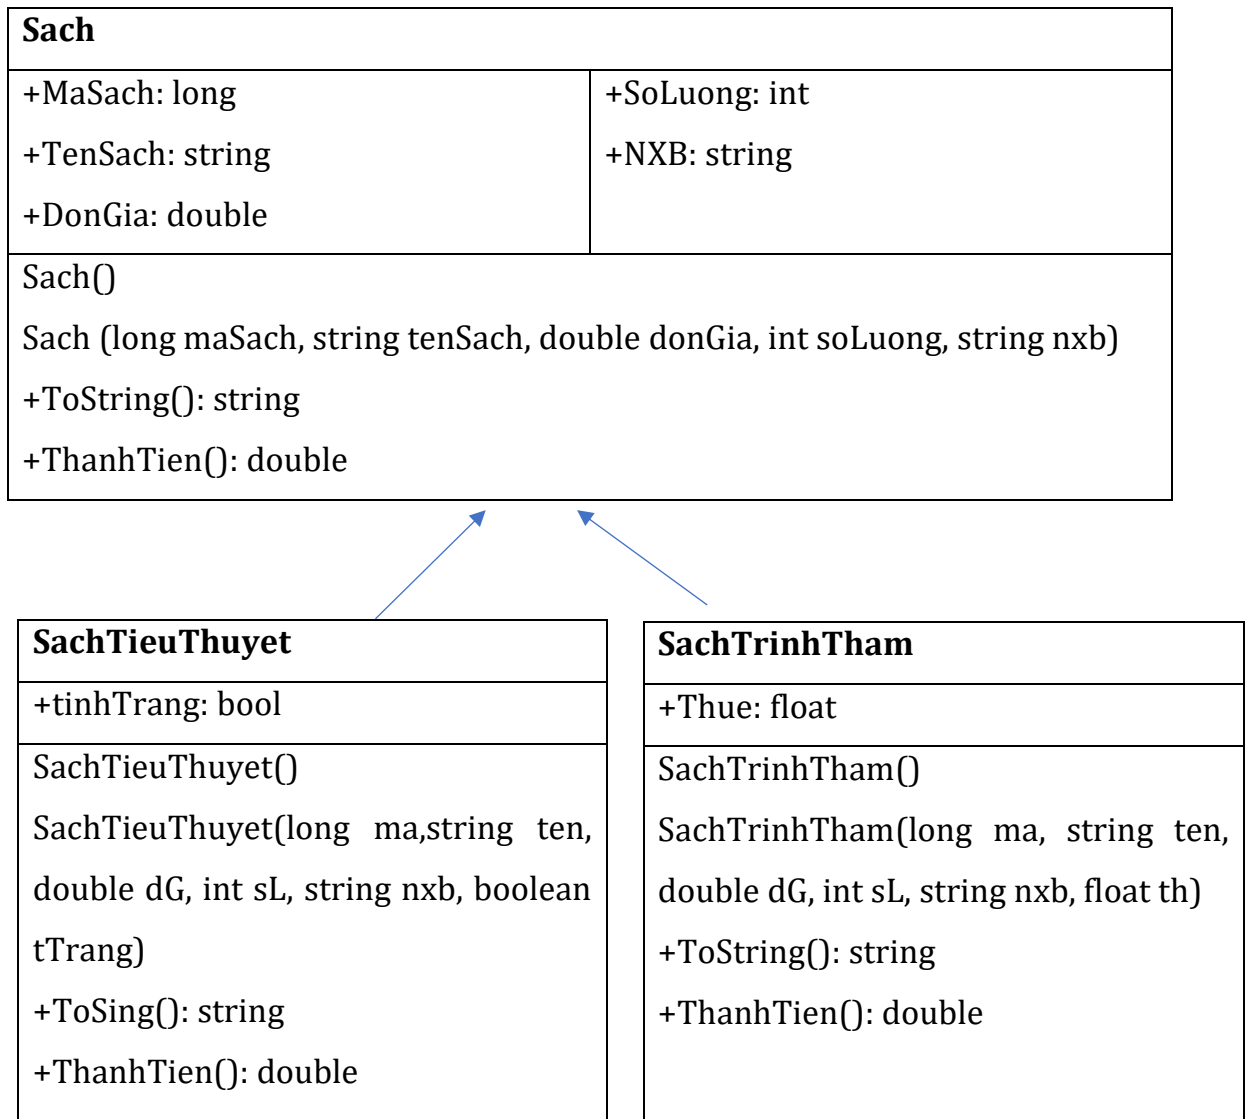 Sach
+MaSach: long
+TenSach: string
+DonGia: double
+SoLuong: int
+NXB: string
Sach()
Sach (long maSach, string tenSach, double donGia, int soLuong, string nxb)
+ToString(): string
+ThanhTien(): double
SachTieuThuyet
+tinhTrang: bool
SachTieuThuyet()
SachTieuThuyet(long ma,string ten,
double dG, int sL, string nxb, boolean
tTrang)
+ToSing(): string
+ThanhTien(): double
SachTrinhTham
+Thue: float
SachTrinhTham()
SachTrinhTham(long ma, string ten,
double dG, int sL, string nxb, float th)
+ToString(): string
+ThanhTien(): double